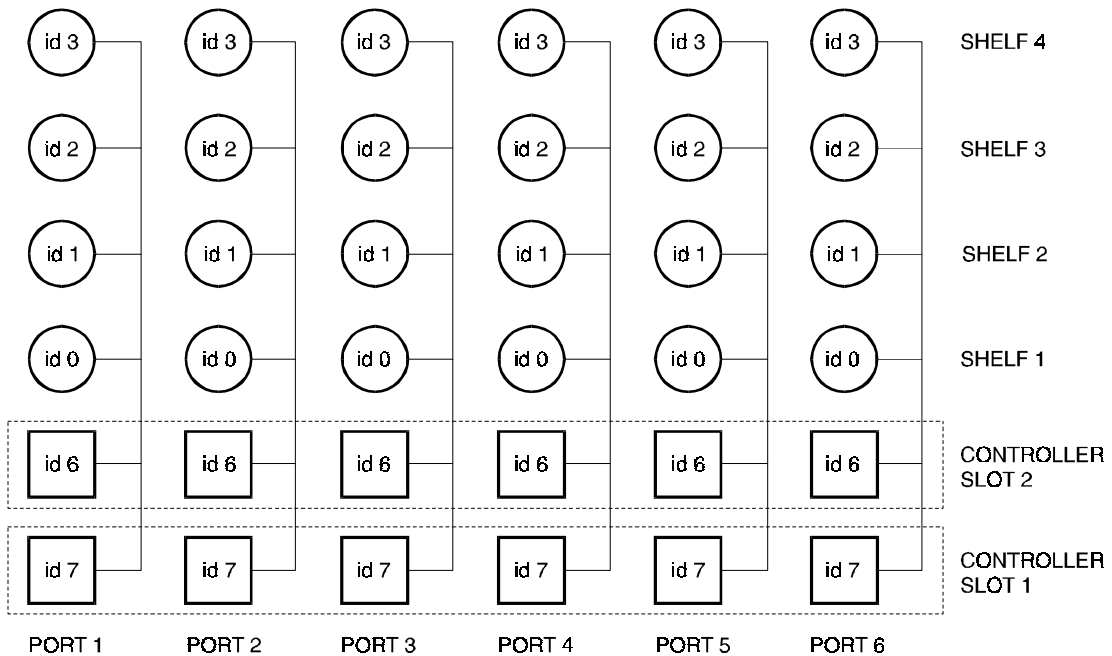 id 3 id 3 id 3 id 3 id 3 id 3 SHELF 4
id 2 id 2 id 2 id 2 id 2 id 2 SHELF 3
id 1 id 1 id 1 id 1 id 1 id 1 SHELF 2
id 0 id 0 id 0 id 0 id 0 id 0 SHELF 1
id 6 id 6 id 6 id 6 id 6 id 6 CONTROLLER
SLOT 2
id 7 id 7 id 7 id 7 id 7 id 7 CONTROLLER
SLOT 1
PORT 1 PORT 2 PORT 3 PORT 4 PORT 5 PORT 6